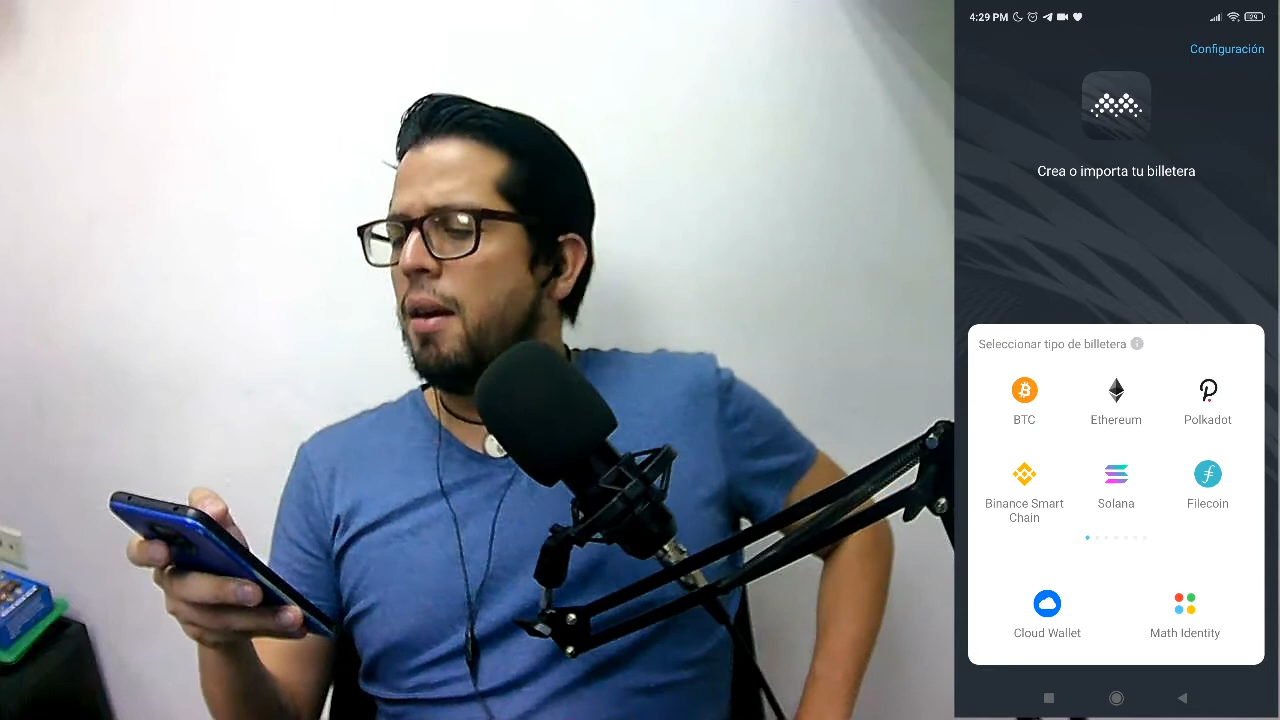 4:29 PM
29
Configuración
Crea o importa tu billetera
Seleccionar tipo de billetera
BTC
Ethereum
Polkadot
Binance Smart
Chain
Solana
Filecoin
Cloud Wallet
Math Identity